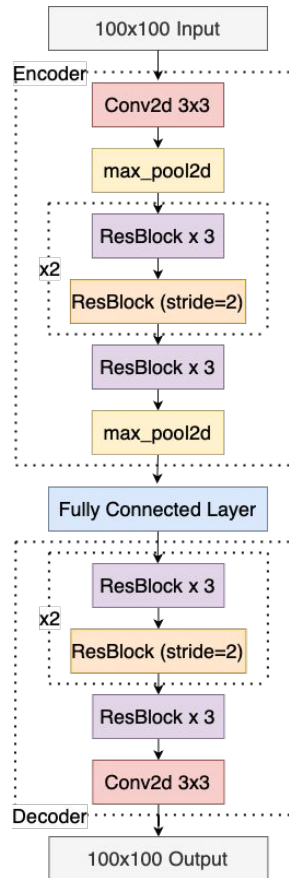 100x100 Input
Encoder
Conv2d 3x3
max_pool2d
ResBlock x 3
x2
ResBlock (stride=2)
ResBlock x 3
max_pool2d
Fully Connected Layer
ResBlock x 3
x2
ResBlock (stride=2)
ResBlock x 3
Conv2d 3x3
Decoder
100x100 Output